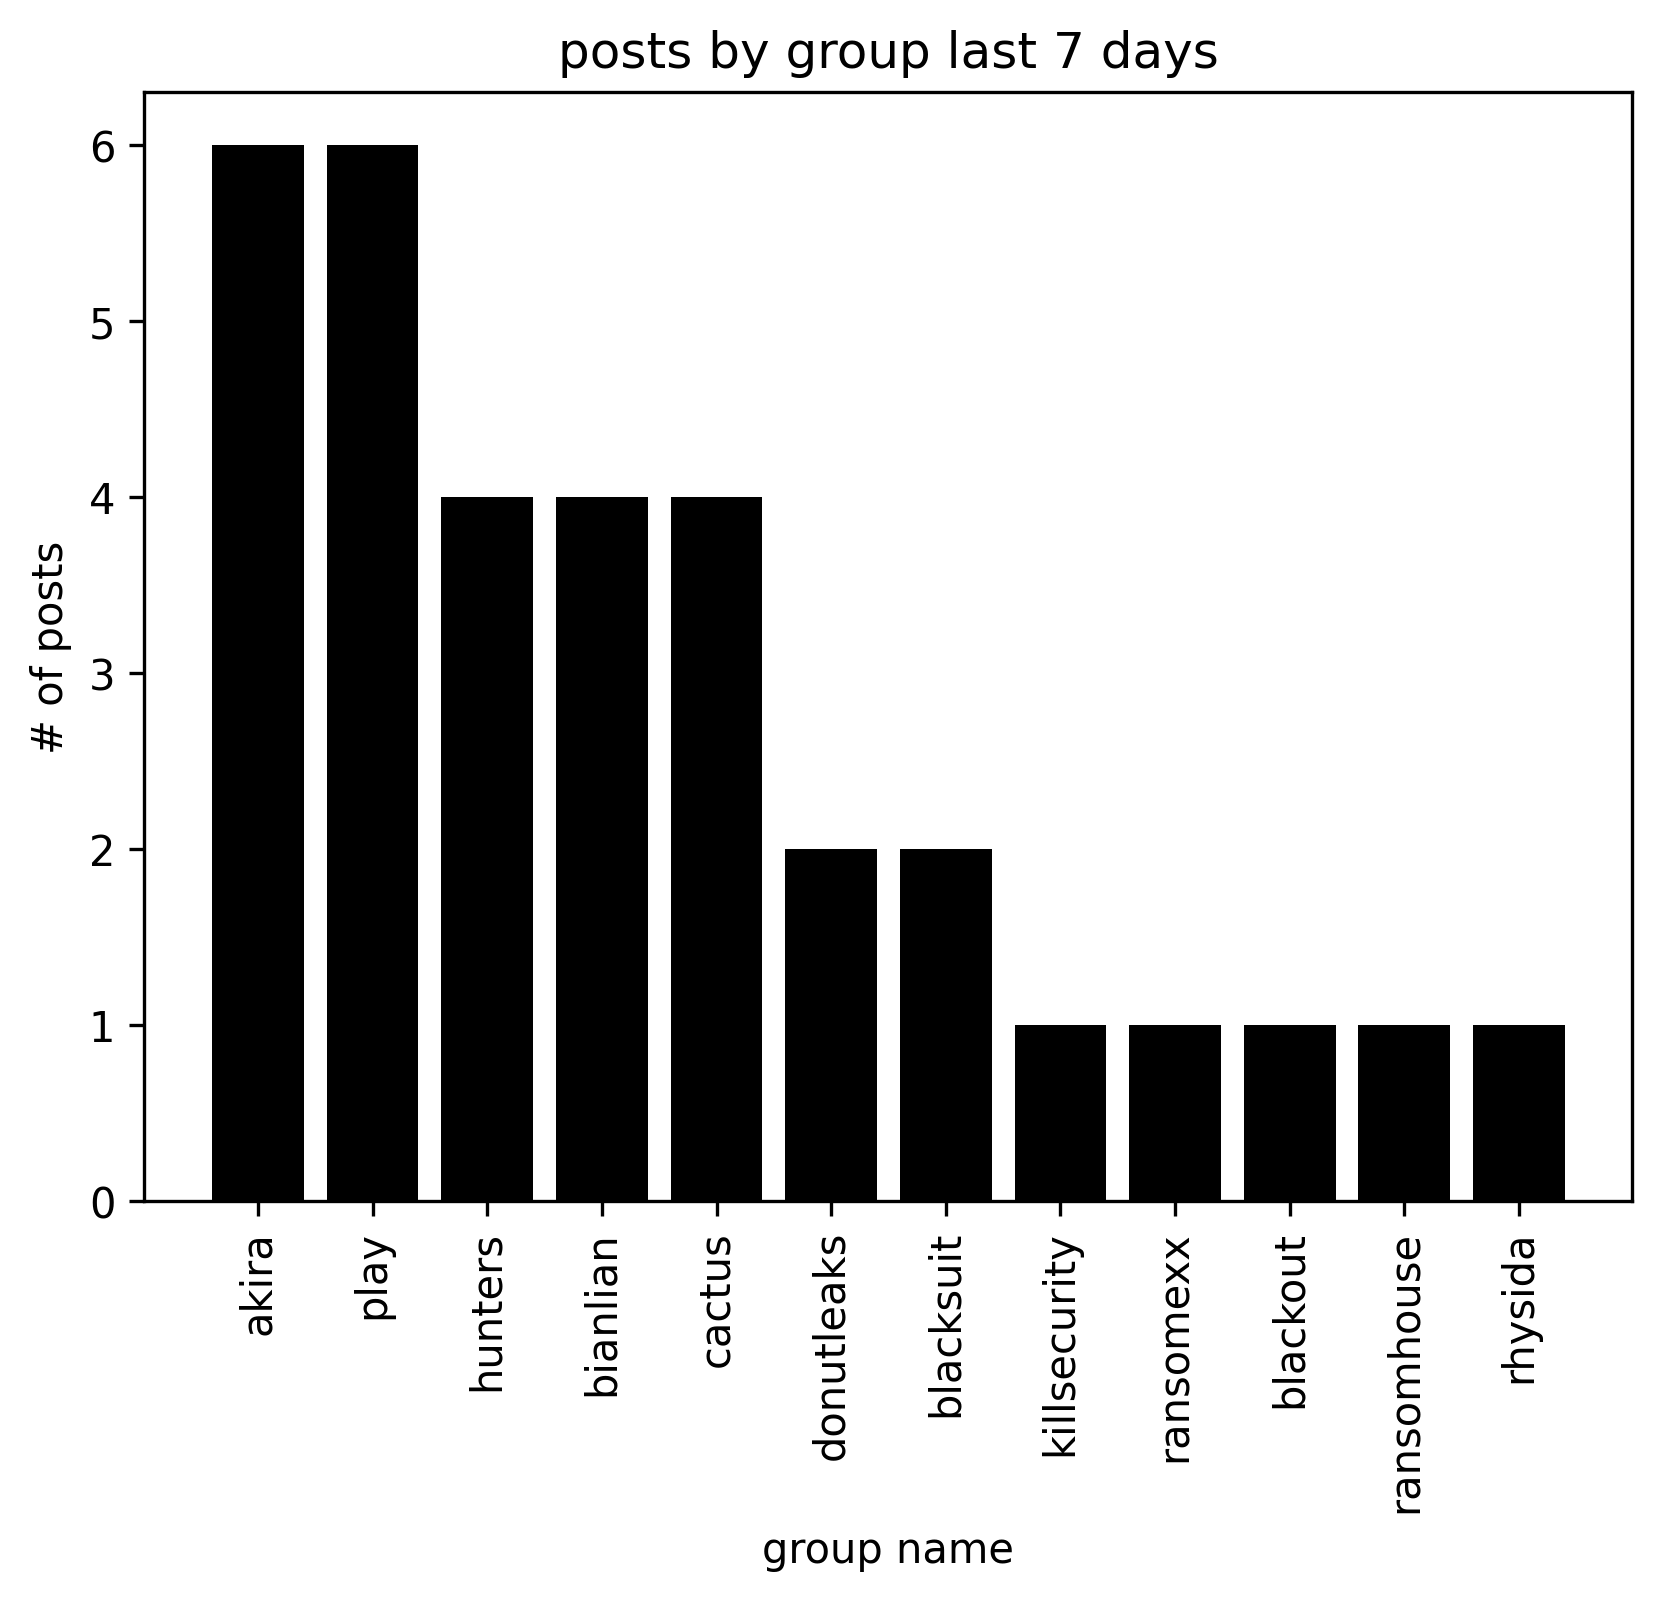 posts by group last 7 days
# of posts
6
5
4
3
2
1
0
akira
play
hunters
bianlian
cactus
donutleaks
blacksuit
killsecurity
ransomexx
blackout
ransomhouse
rhysida
group name